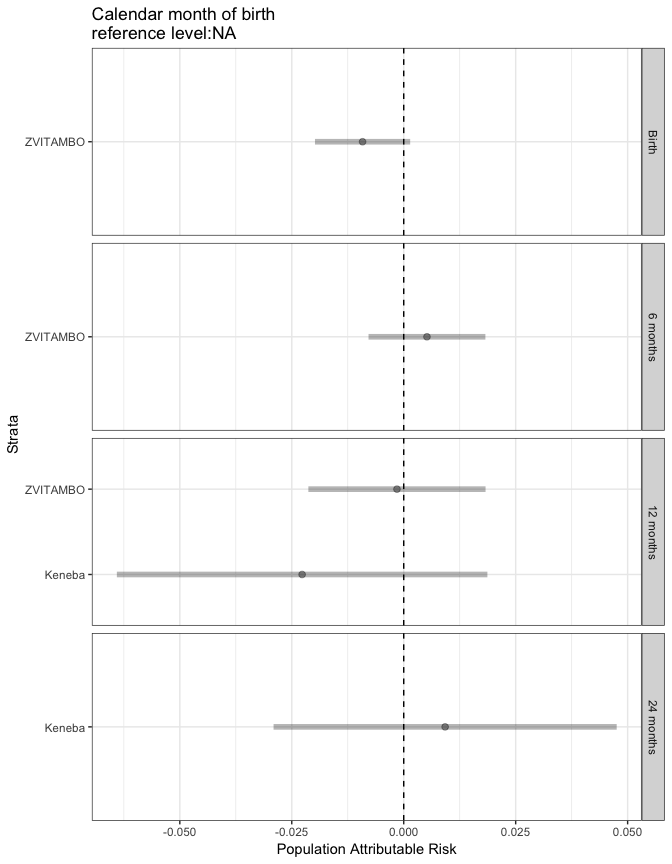 Calendar month of birth
reference level:NA
ZVITAMBO
Birth
ZVITAMBO
6 months
Strata
ZVITAMBO
Keneba
12 months
Keneba
24 months
-0.050 -0.025 0.000 0.025 0.050
Population Attributable Risk